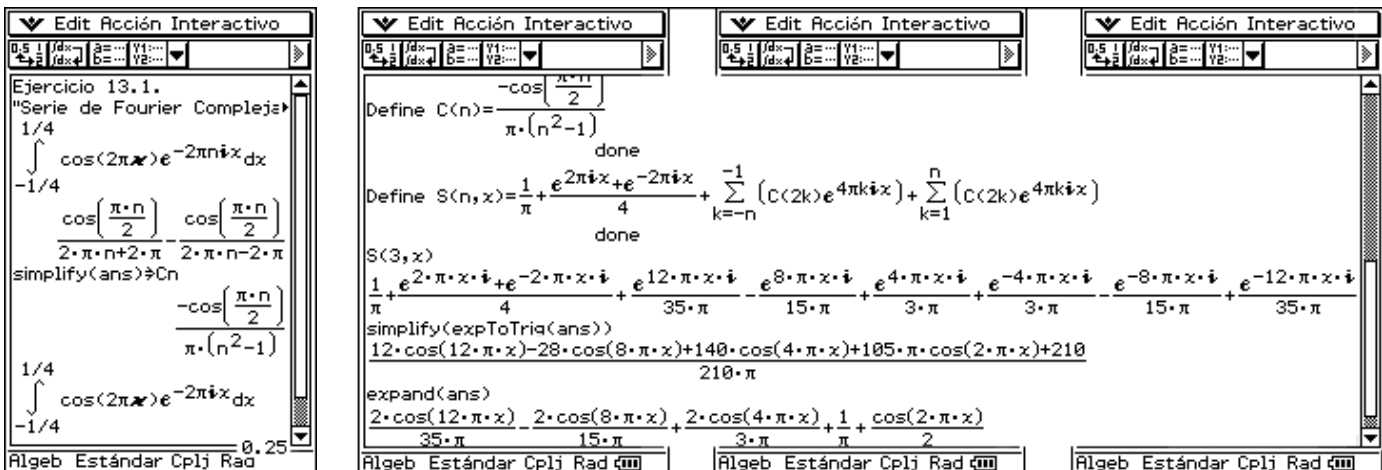 Edit Acción Interactivo
Ejercicio 13.1.
"Serie de Fourier Compleja
1/4
∫ cos(2πx)e^(-2πnix)dx
-1/4
cos(π·n/2)/(2·π·n+2·π) - cos(π·n/2)/(2·π·n-2·π)
simplify(ans)⇒Cn
-cos(π·n/2)/(π·(n²-1))
1/4
∫ cos(2πx)e^(-2πix)dx
-1/4
0.25
Algeb Estándar Cplj Rad
Edit Acción Interactivo
Edit Acción Interactivo
Edit Acción Interactivo
Define C(n)=-cos(π·n/2)/(π·(n²-1))
done
Define S(n,x)=1/π+(e^(2πix)+e^(-2πix))/4+∑(k=-n, -1)(C(2k)e^(4πkix))+∑(k=1, n)(C(2k)e^(4πkix))
done
S(3,x)
1/π+(e^(2·π·x·i)+e^(-2·π·x·i))/4+e^(12·π·x·i)/(35·π)-e^(8·π·x·i)/(15·π)+e^(4·π·x·i)/(3·π)+e^(-4·π·x·i)/(3·π)-e^(-8·π·x·i)/(15·π)+e^(-12·π·x·i)/(35·π)
simplify(expToTrig(ans))
(12·cos(12·π·x)-28·cos(8·π·x)+140·cos(4·π·x)+105·π·cos(2·π·x)+210)/(210·π)
expand(ans)
2·cos(12·π·x)/(35·π)-2·cos(8·π·x)/(15·π)+2·cos(4·π·x)/(3·π)+1/π+cos(2·π·x)/2
Algeb Estándar Cplj Rad
Algeb Estándar Cplj Rad
Algeb Estándar Cplj Rad